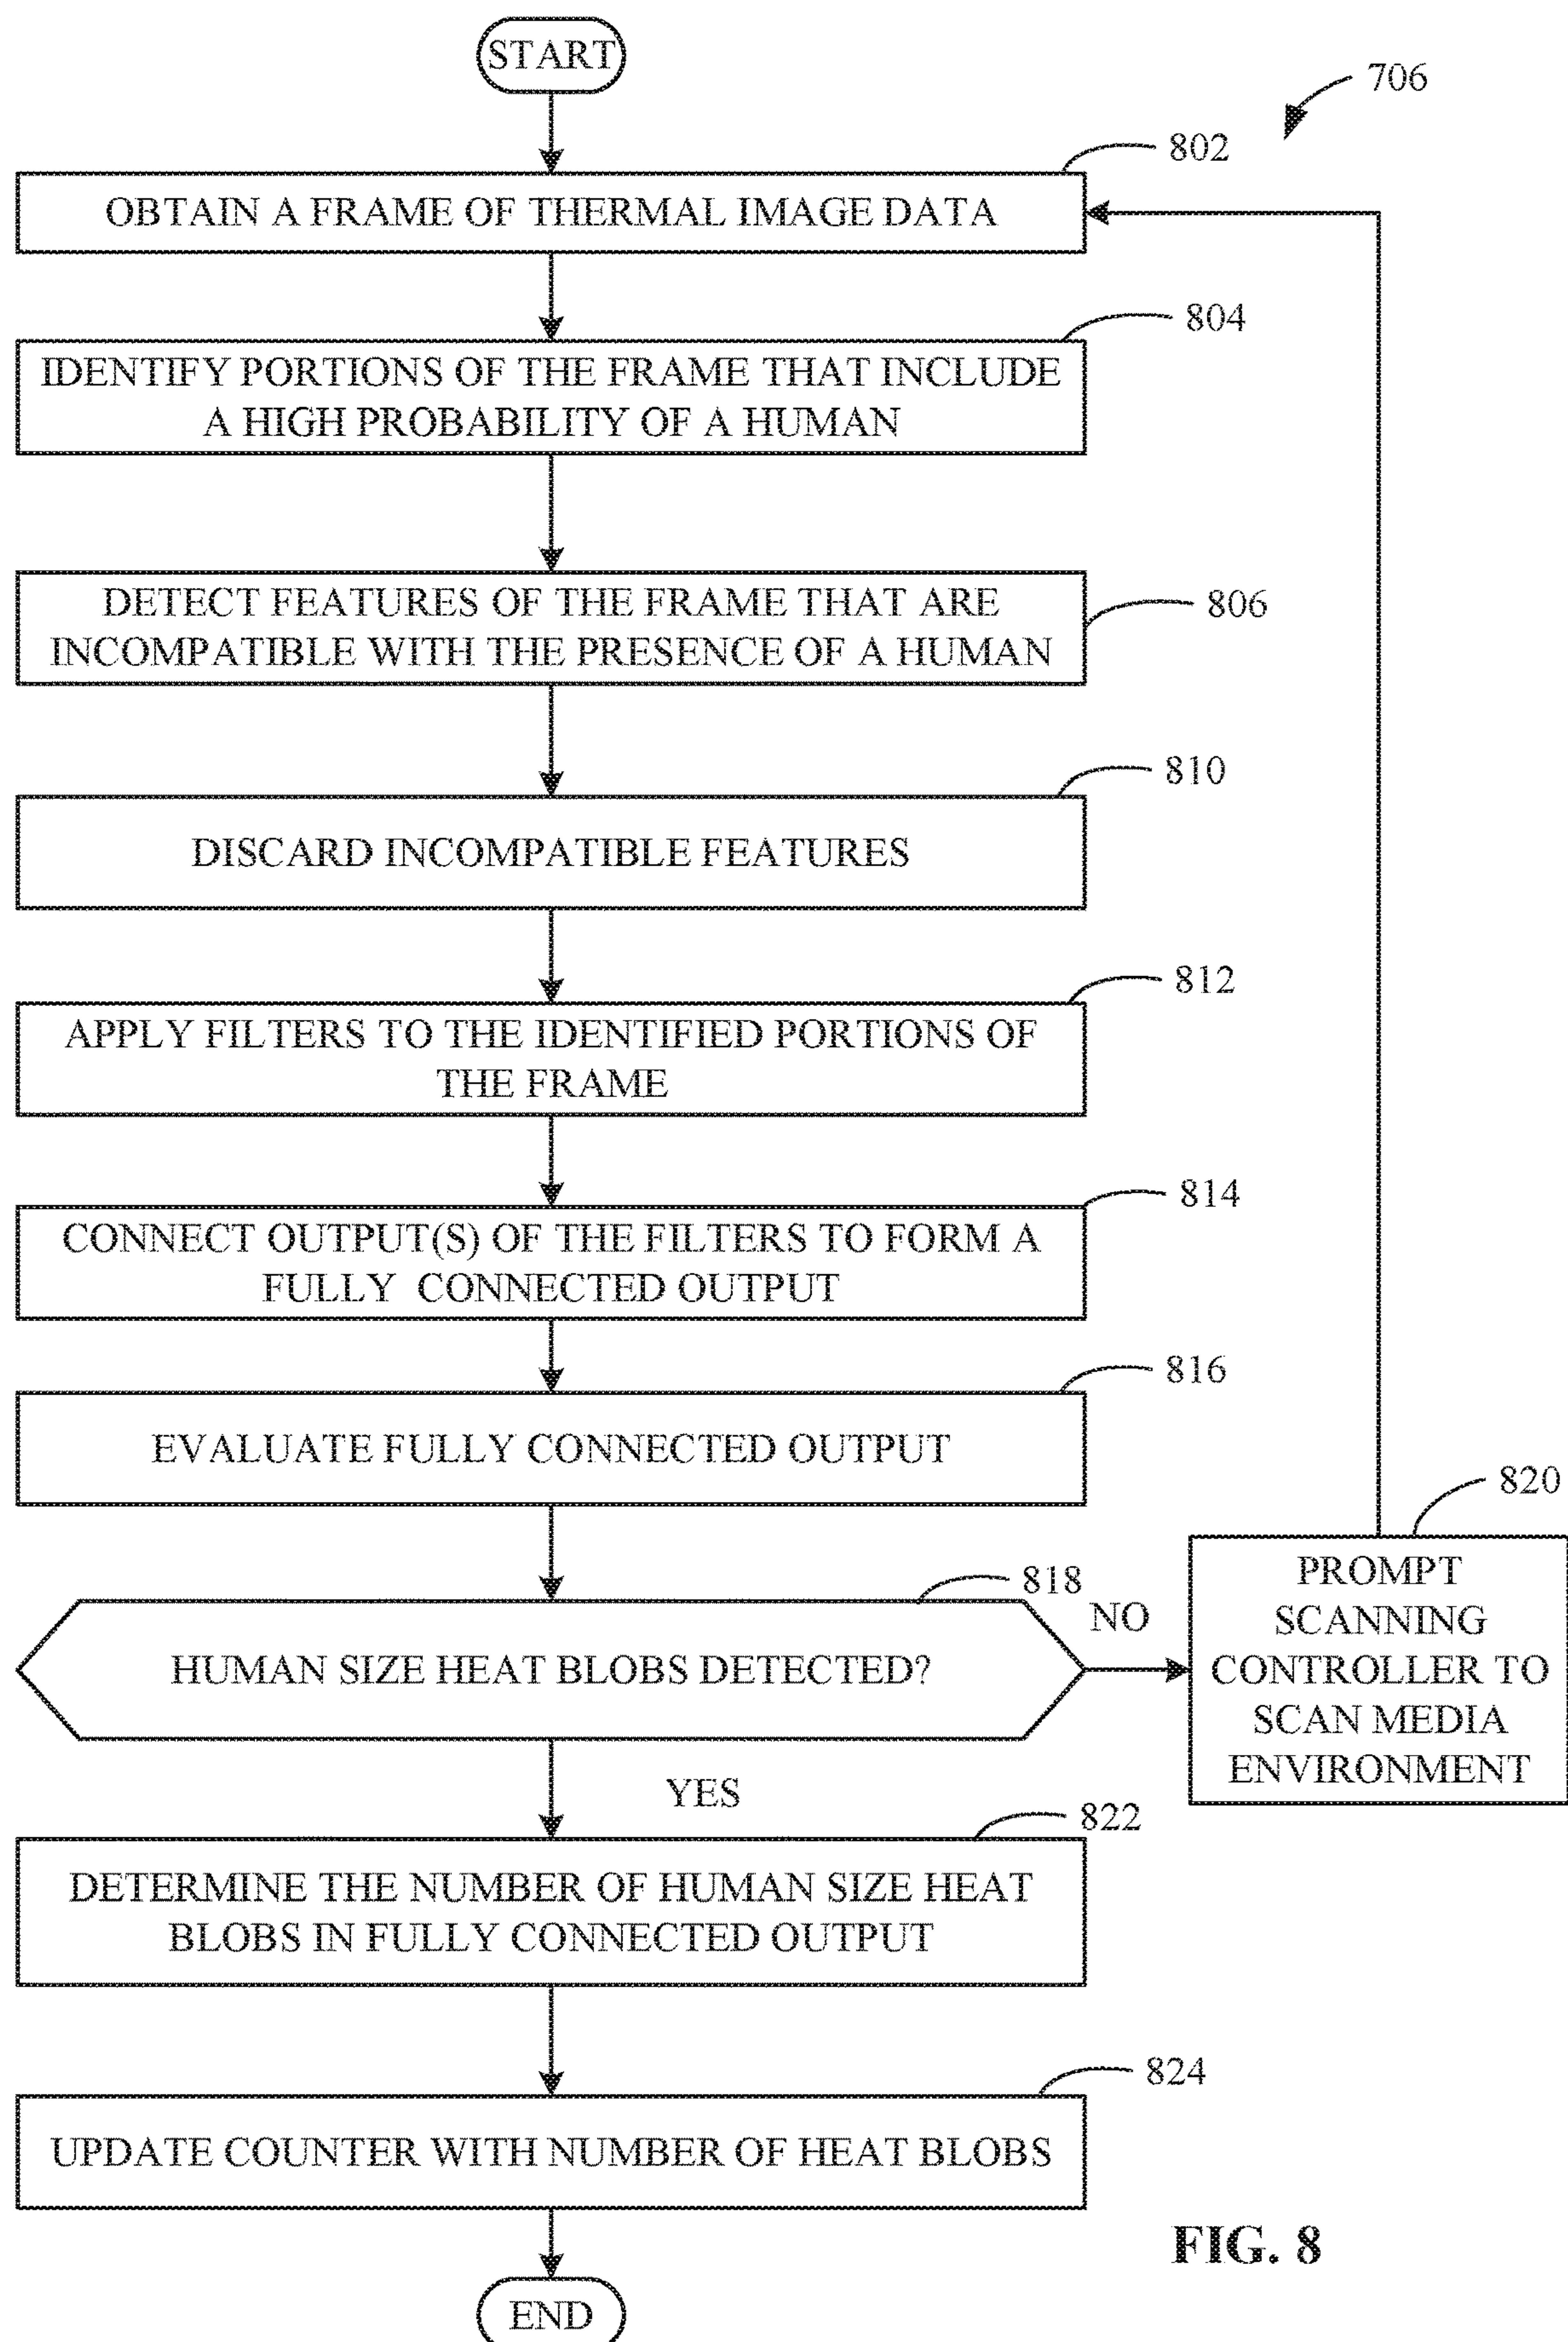 START
706
802
OBTAIN A FRAME OF THERMAL IMAGE DATA
804
IDENTIFY PORTIONS OF THE FRAME THAT INCLUDE
A HIGH PROBABILITY OF A HUMAN
806
DETECT FEATURES OF THE FRAME THAT ARE
INCOMPATIBLE WITH THE PRESENCE OF A HUMAN
810
DISCARD INCOMPATIBLE FEATURES
812
APPLY FILTERS TO THE IDENTIFIED PORTIONS OF
THE FRAME
814
CONNECT OUTPUT(S) OF THE FILTERS TO FORM A
FULLY CONNECTED OUTPUT
816
EVALUATE FULLY CONNECTED OUTPUT
818
HUMAN SIZE HEAT BLOBS DETECTED?
NO
820
PROMPT
SCANNING
CONTROLLER TO
SCAN MEDIA
ENVIRONMENT
YES
822
DETERMINE THE NUMBER OF HUMAN SIZE HEAT
BLOBS IN FULLY CONNECTED OUTPUT
824
UPDATE COUNTER WITH NUMBER OF HEAT BLOBS
END
FIG. 8